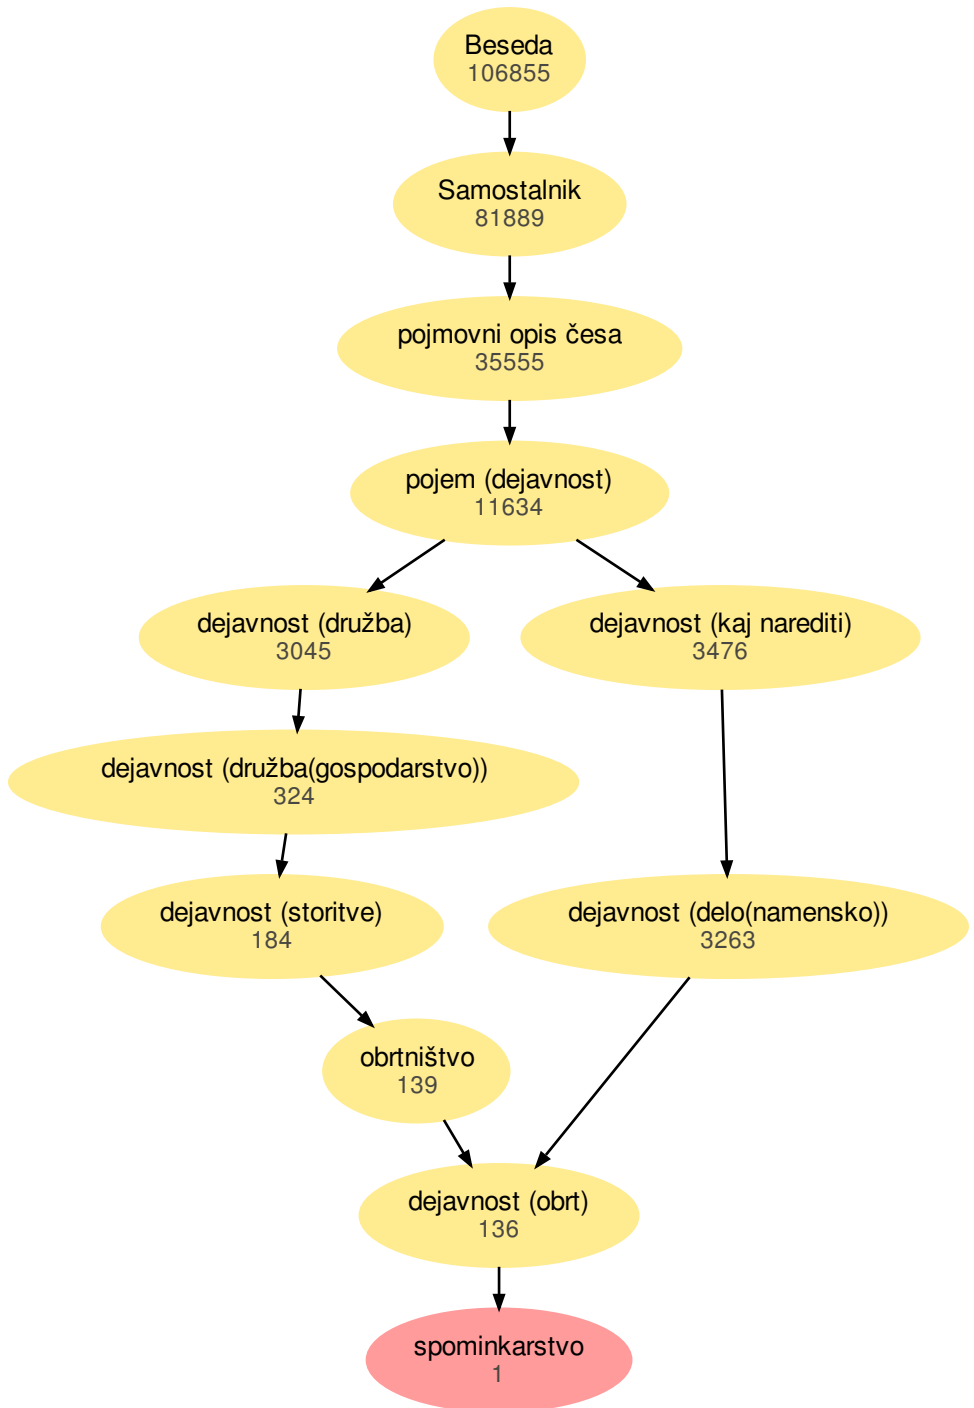 Beseda
106855
Samostalnik
81889
pojmovni opis česa
35555
pojem (dejavnost)
11634
dejavnost (družba)
3045
dejavnost (kaj narediti)
3476
dejavnost (družba(gospodarstvo))
324
dejavnost (storitve)
184
dejavnost (delo(namensko))
3263
obrtništvo
139
dejavnost (obrt)
136
spominkarstvo
1